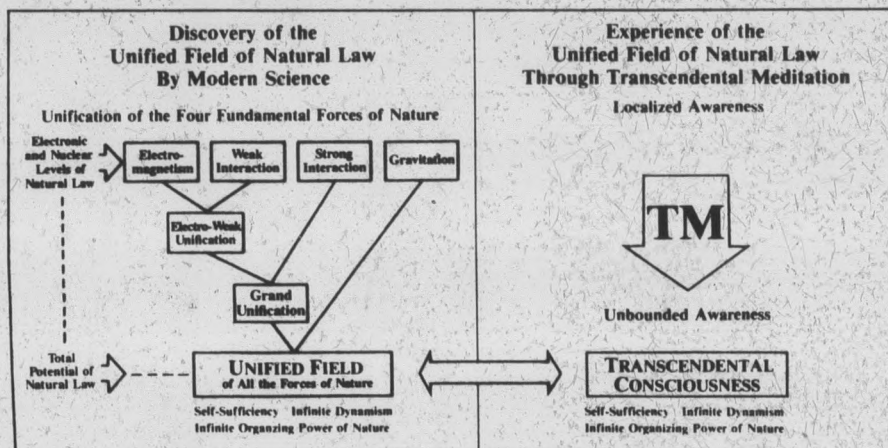 Discovery of the
Unified Field of Natural Law
By Modern Science
Unification of the Four Fundamental Forces of Nature
Electronic
and Nuclear
Levels of
Natural Law
Electro-
magnetism
Weak
Interaction
Strong
Interaction
Gravitation
Electro-Weak
Unification
Grand
Unification
Total
Potential of
Natural Law
UNIFIED FIELD
of All the Forces of Nature
Self-Sufficiency Infinite Dynamism
Infinite Organzing Power of Nature
Experience of the
Unified Field of Natural Law
Through Transcendental Meditation
Localized Awareness
TM
Unbounded Awareness
TRANSCENDENTAL
CONSCIOUSNESS
Self-Sufficiency Infinite Dynamism
Infinite Organizing Power of Nature